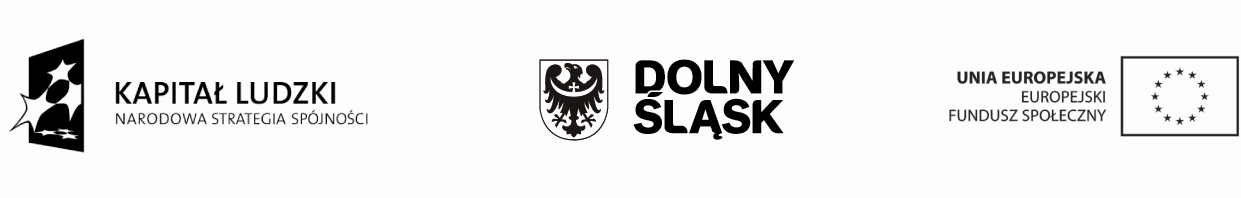 KAPITAŁ LUDZKI
NARODOWA STRATEGIA SPÓJNOŚCI
DOLNY
ŚLĄSK
UNIA EUROPEJSKA
EUROPEJSKI
FUNDUSZ SPOŁECZNY